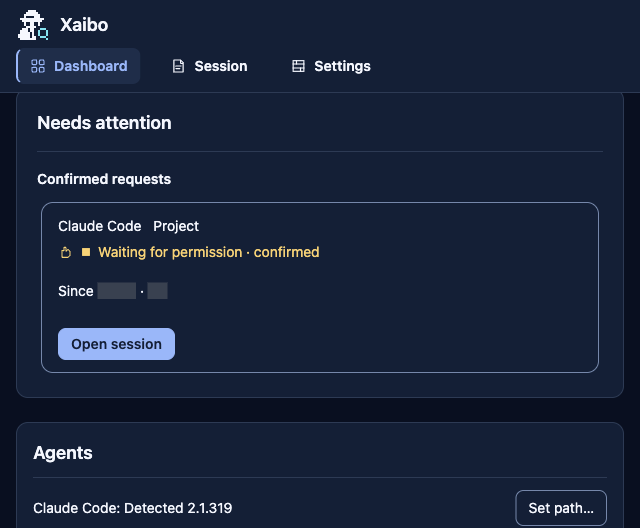 Xaibo
Dashboard Session Settings
Needs attention
Confirmed requests
Claude Code Project
Waiting for permission · confirmed
Since ·
Open session
Agents
Claude Code: Detected 2.1.319 Set path...